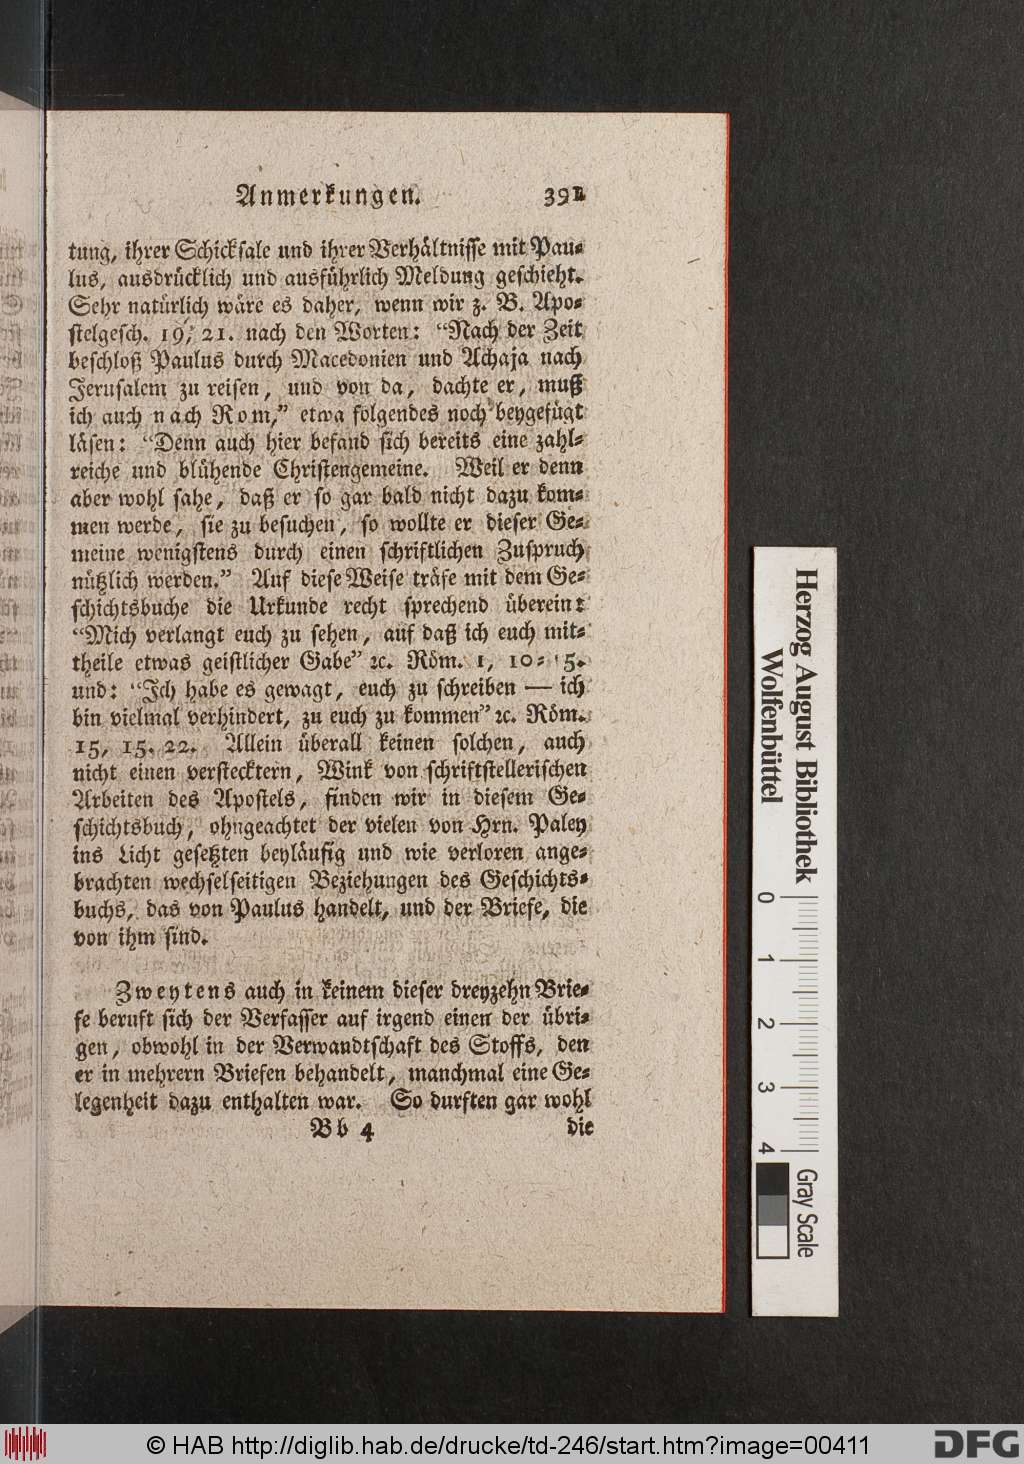 Anmerkungen. 391
tung, ihrer Schicksale und ihrer Verhältnisse mit Pau-
lus, ausdrücklich und ausführlich Meldung geschieht.
Sehr natürlich wäre es daher, wenn wir z. B. Apo-
stelgesch. 19, 21. nach den Worten: “Nach der Zeit
beschloß Paulus durch Macedonien und Achaja nach
Jerusalem zu reisen, und von da, dachte er, muß
ich auch nach Rom,” etwa folgendes noch beygefügt
läsen: “Denn auch hier befand sich bereits eine zahl-
reiche und blühende Christengemeine. Weil er denn
aber wohl sahe, daß er so gar bald nicht dazu kom-
men werde, sie zu besuchen, so wollte er dieser Ge-
meine wenigstens durch einen schriftlichen Zuspruch
nützlich werden.” Auf diese Weise träfe mit dem Ge-
schichtsbuche die Urkunde recht sprechend überein:
“Mich verlangt euch zu sehen, auf daß ich euch mit-
theile etwas geistlicher Gabe” ꝛc. Röm. 1, 10-15.
und: “Ich habe es gewagt, euch zu schreiben — ich
bin vielmal verhindert, zu euch zu kommen” ꝛc. Röm.
15, 15. 22. Allein überall keinen solchen, auch
nicht einen verstecktern, Wink von schriftstellerischen
Arbeiten des Apostels, finden wir in diesem Ge-
schichtsbuch, ohngeachtet der vielen von Hrn. Paley
ins Licht gesetzten beyläufig und wie verloren ange-
brachten wechselseitigen Beziehungen des Geschichts-
buchs, das von Paulus handelt, und der Briefe, die
von ihm sind.
Zweytens auch in keinem dieser dreyzehn Brie-
fe beruft sich der Verfasser auf irgend einen der übri-
gen, obwohl in der Verwandtschaft des Stoffs, den
er in mehrern Briefen behandelt, manchmal eine Ge-
legenheit dazu enthalten war. So durften gar wohl
Bb 4 die
Herzog August Bibliothek
Wolfenbüttel
0 1 2 3 4
Gray Scale
© HAB http://diglib.hab.de/drucke/td-246/start.htm?image=00411
DFG